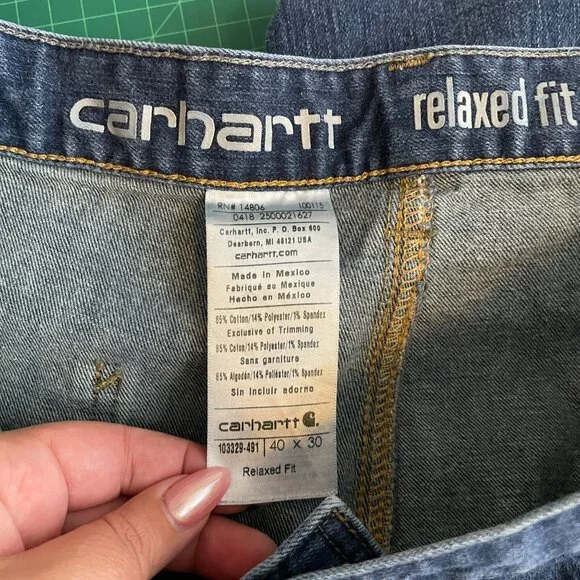 carhartt
relaxed fit
RN# 14806 100115
0418 2500021627
Carhartt, Inc. P.O. Box 600
Dearborn, MI 48121 USA
carhartt.com
Made in Mexico
Fabriqué au Mexique
Hecho en México
85% Cotton/14% Polyester/1% Spandex
Exclusive of Trimming
85% Coton/14% Polyester/1% Spandex
Sans garniture
85% Algodón/14% Poliéster/1% Spandex
Sin incluir adorno
carhartt
103329-491 40 x 30
Relaxed Fit